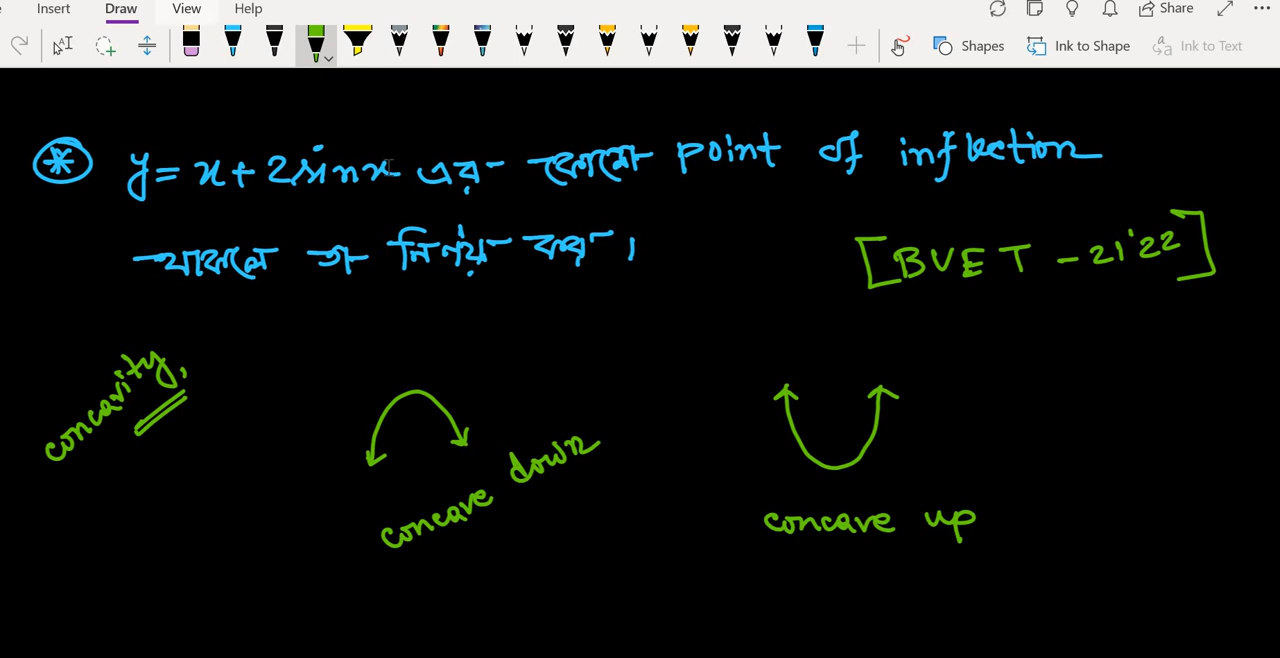 Insert Draw View Help Share
Shapes Ink to Shape Ink to Text
* y = x + 2sinx এর কোনো point of inflection
থাকলে তা নির্ণয় কর।
[BUET - 21'22]
concavity,
concave down
concave up